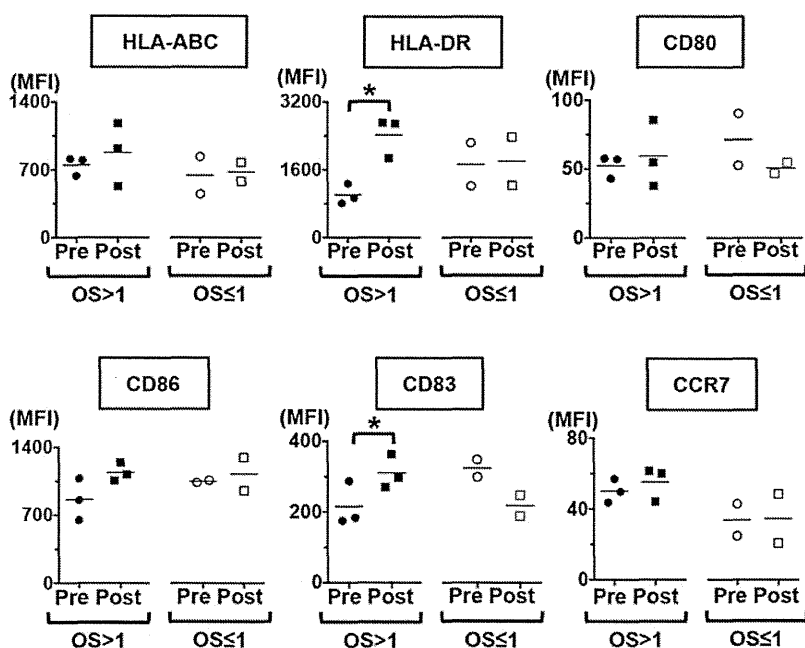 HLA-ABC HLA-DR CD80
(MFI) (MFI) (MFI)
1400 3200 * 100
700 1600 50
0 0 0
Pre Post Pre Post Pre Post Pre Post Pre Post Pre Post
OS>1 OS≤1 OS>1 OS≤1 OS>1 OS≤1
CD86 CD83 CCR7
(MFI) (MFI) (MFI)
1400 400 * 80
700 200 40
0 0 0
Pre Post Pre Post Pre Post Pre Post Pre Post Pre Post
OS>1 OS≤1 OS>1 OS≤1 OS>1 OS≤1